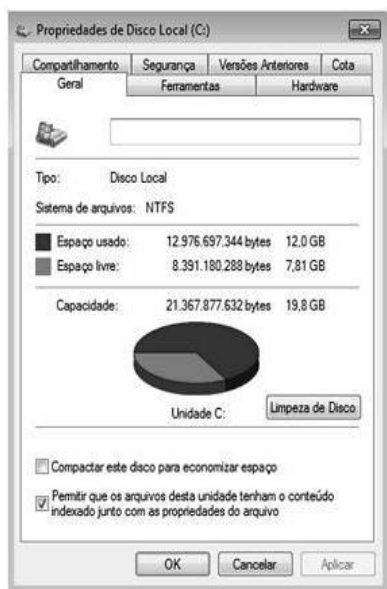 Propriedades de Disco Local (C:)
Compartilhamento Segurança Versões Anteriores Cota
Geral Ferramentas Hardware
Tipo: Disco Local
Sistema de arquivos: NTFS
Espaço usado: 12.976.697.344 bytes 12,0 GB
Espaço livre: 8.391.180.288 bytes 7,81 GB
Capacidade: 21.367.877.632 bytes 19,8 GB
Unidade C: Limpeza de Disco
Compactar este disco para economizar espaço
Permitir que os arquivos desta unidade tenham o conteúdo
indexado junto com as propriedades do arquivo
OK Cancelar Aplicar